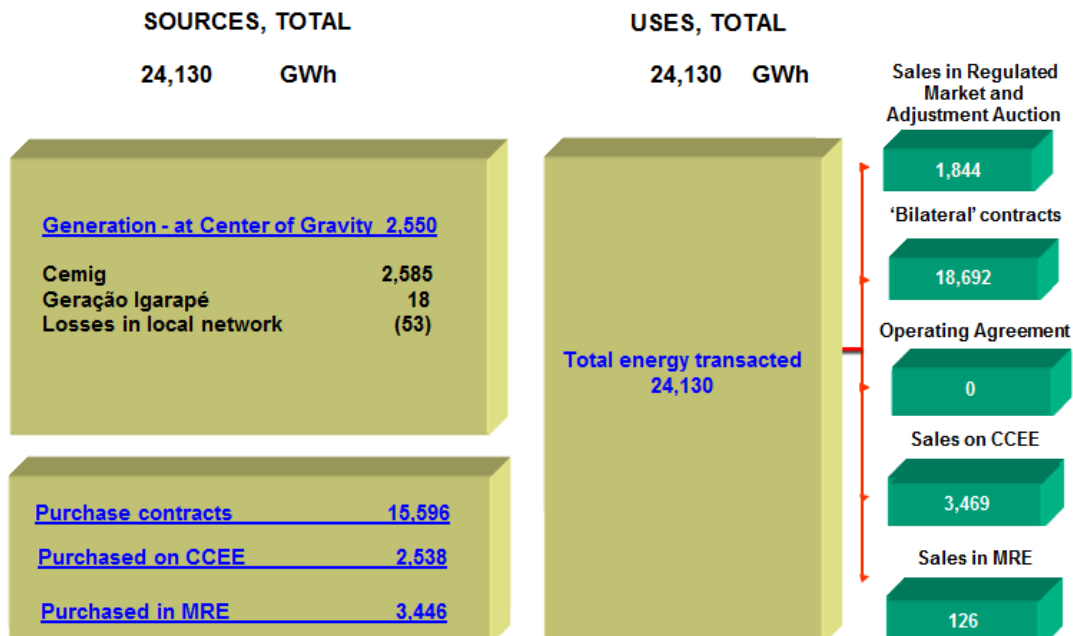 SOURCES, TOTAL
24,130 GWh
Generation - at Center of Gravity 2,550
Cemig 2,585
Geração Igarapé 18
Losses in local network (53)
Purchase contracts 15,596
Purchased on CCEE 2,538
Purchased in MRE 3,446
USES, TOTAL
24,130 GWh
Total energy transacted
24,130
Sales in Regulated
Market and
Adjustment Auction
1,844
‘Bilateral’ contracts
18,692
Operating Agreement
0
Sales on CCEE
3,469
Sales in MRE
126